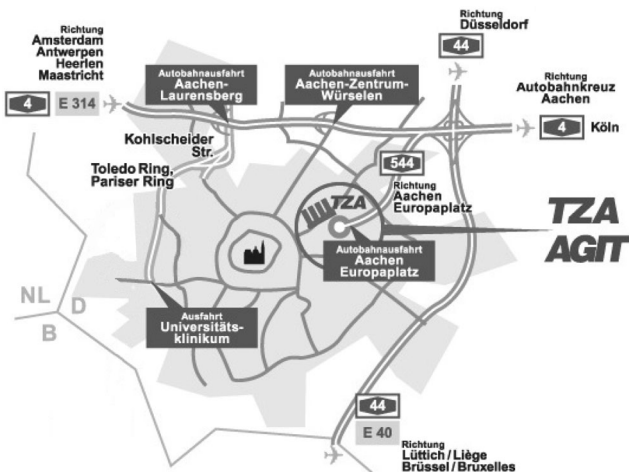 Richtung
Düsseldorf
44
Richtung
Amsterdam
Antwerpen
Heerlen
Maastricht
4
E 314
Autobahnausfahrt
Aachen-
Laurensberg
Autobahnausfahrt
Aachen-Zentrum-
Würselen
Richtung
Autobahnkreuz
Aachen
4
Köln
Kohlscheider
Str.
Toledo Ring,
Pariser Ring
544
Richtung
Aachen
Europaplatz
TZA
TZA
AGIT
Autobahnausfahrt
Aachen
Europaplatz
NL
D
B
Ausfahrt
Universitäts-
klinikum
44
E 40
Richtung
Lüttich / Liège
Brüssel / Bruxelles